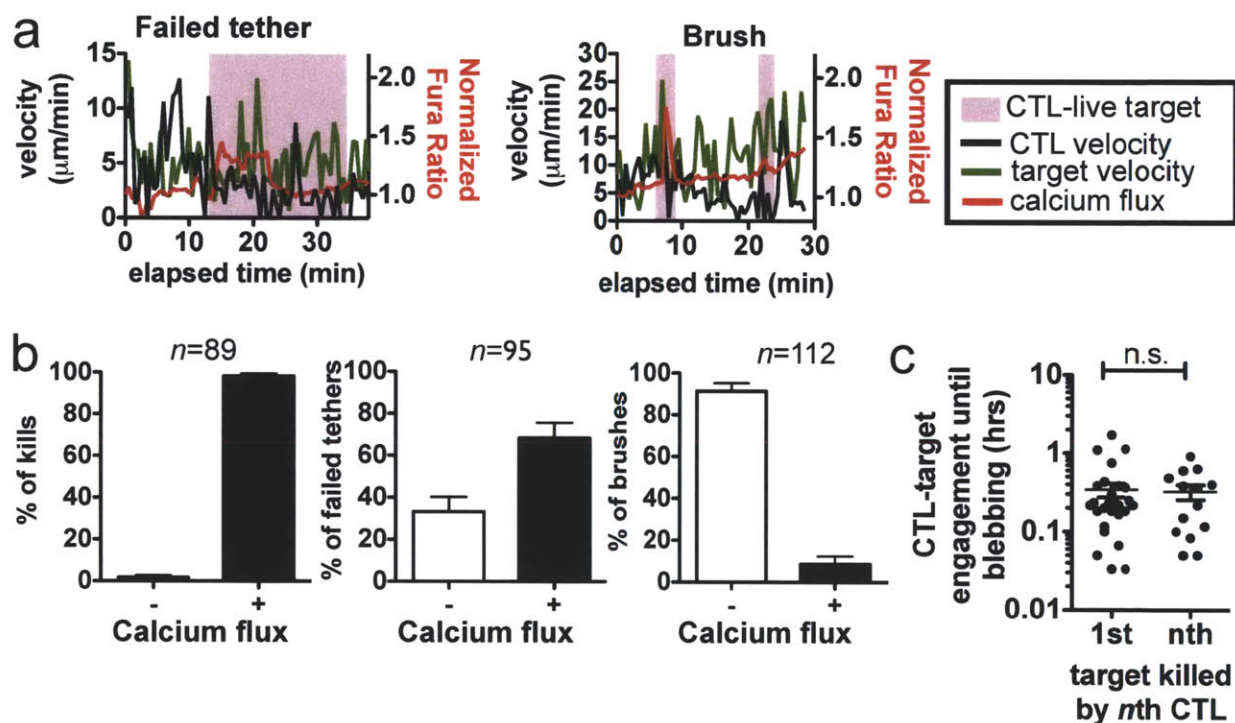 a
Failed tether
15
10
5
0
velocity
(μm/min)
2.0
1.5
1.0
Normalized
Fura Ratio
0 10 20 30
elapsed time (min)
Brush
30
25
20
15
10
5
0
velocity
(μm/min)
2.0
1.5
1.0
Normalized
Fura Ratio
0 10 20 30
elapsed time (min)
CTL-live target
CTL velocity
target velocity
calcium flux
b
n=89
100
80
60
40
20
0
% of kills
- +
Calcium flux
n=95
100
80
60
40
20
0
% of failed tethers
- +
Calcium flux
n=112
100
80
60
40
20
0
% of brushes
- +
Calcium flux
c
n.s.
10
1
0.1
0.01
CTL-target
engagement until
blebbing (hrs)
1st nth
target killed
by nth CTL